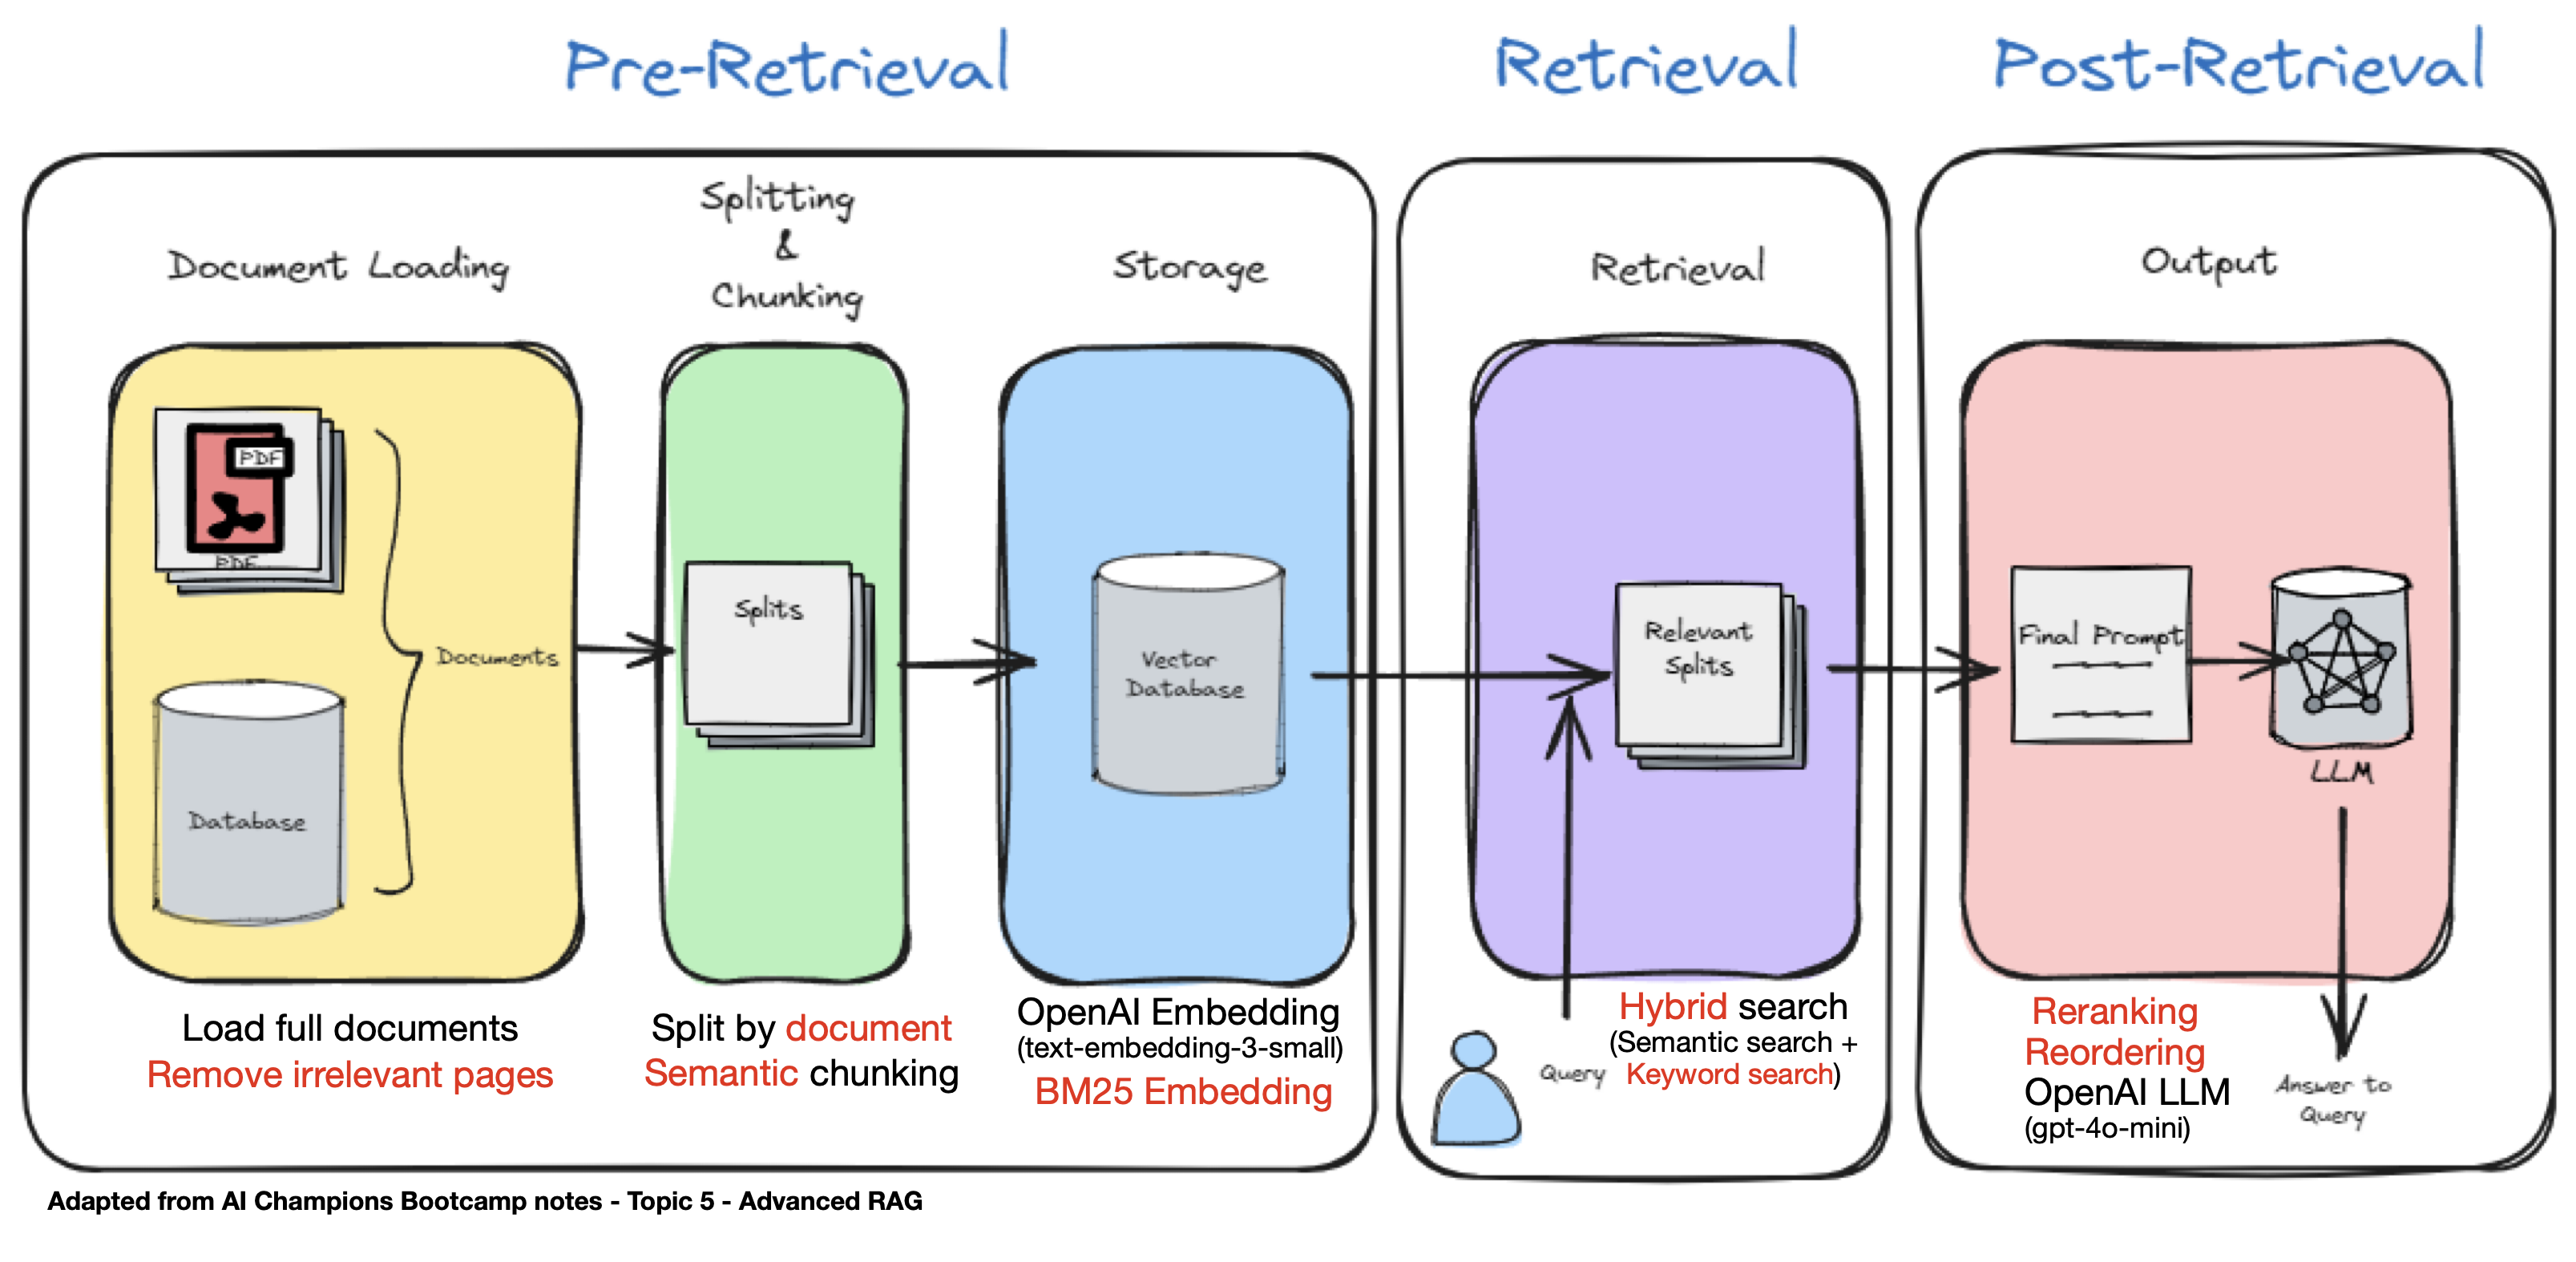 Pre-Retrieval
Retrieval
Post-Retrieval
Document Loading
Splitting
&
Chunking
Storage
Retrieval
Output
PDF
PDF
Documents
Database
Splits
Vector
Database
Relevant
Splits
Final Prompt
LLM
Load full documents
Remove irrelevant pages
Split by document
Semantic chunking
OpenAI Embedding
(text-embedding-3-small)
BM25 Embedding
Query
Hybrid search
(Semantic search +
Keyword search)
Reranking
Reordering
OpenAI LLM
(gpt-4o-mini)
Answer to
Query
Adapted from AI Champions Bootcamp notes - Topic 5 - Advanced RAG